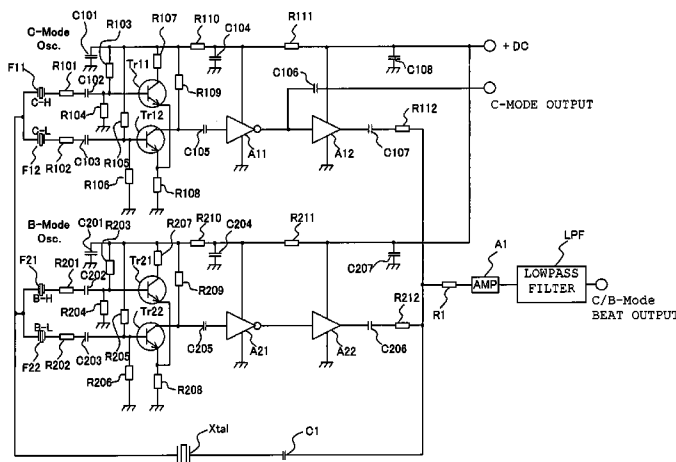 C-Mode
Osc.
C101
R103
R107
R110
C104
R111
+ DC
F11
R101
C102
Tr11
C106
C108
C-H
R109
C-MODE OUTPUT
R104
Tr12
R112
C-L
F12
R102
C103
R105
C105
A11
A12
C107
R106
R108
B-Mode
Osc.
C201
R203
R207
R210
C204
R211
F21
R201
C202
Tr21
C207
A1
LPF
B-H
R209
AMP
LOWPASS
FILTER
R204
Tr22
R212
R1
C/B-Mode
BEAT OUTPUT
B-L
F22
R202
C203
R205
C205
A21
A22
C206
R206
R208
Xtal
C1